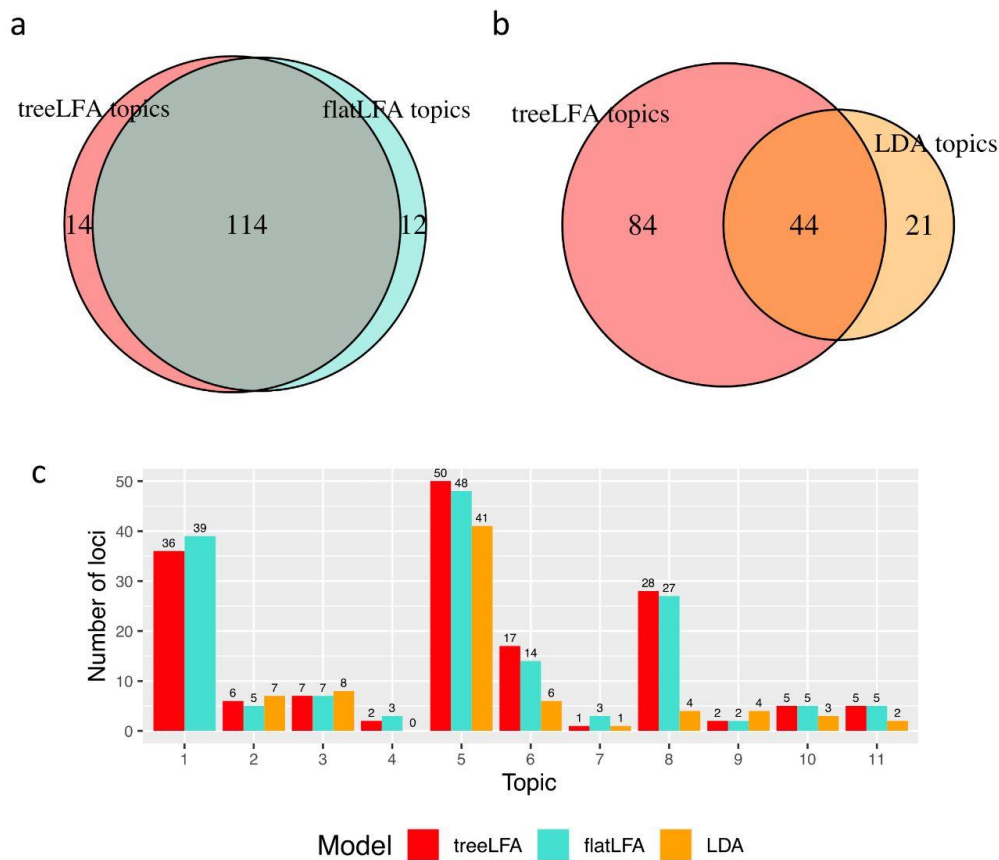 a
b
treeLFA topics
flatLFA topics
14
114
12
treeLFA topics
LDA topics
84
44
21
c
Number of loci
50
40
30
20
10
0
36 39
6 5 7
7 7 8
2 3 0
50 48 41
17 14 6
1 3 1
28 27 4
2 2 4
5 5 3
5 5 2
1 2 3 4 5 6 7 8 9 10 11
Topic
Model treeLFA flatLFA LDA